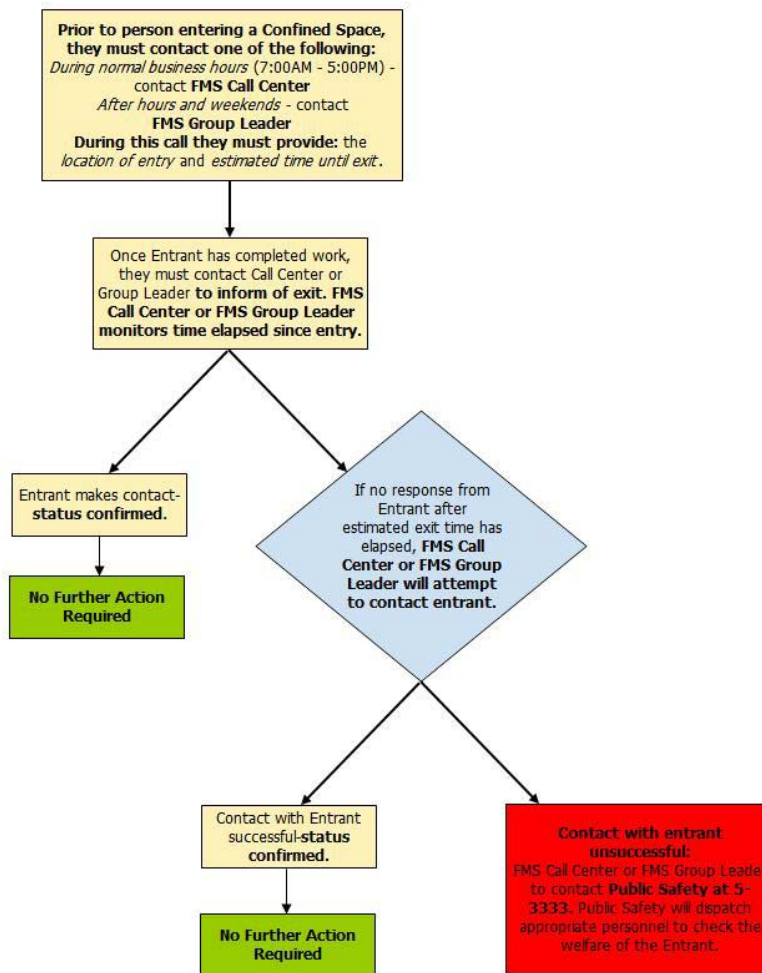 Prior to person entering a Confined Space,
they must contact one of the following:
During normal business hours (7:00AM - 5:00PM) -
contact FMS Call Center
After hours and weekends - contact
FMS Group Leader
During this call they must provide: the
location of entry and estimated time until exit.
Once Entrant has completed work,
they must contact Call Center or
Group Leader to inform of exit. FMS
Call Center or FMS Group Leader
monitors time elapsed since entry.
Entrant makes contact-
status confirmed.
No Further Action
Required
If no response from
Entrant after
estimated exit time has
elapsed, FMS Call
Center or FMS Group
Leader will attempt
to contact entrant.
Contact with Entrant
successful-status
confirmed.
No Further Action
Required
Contact with entrant
unsuccessful:
FMS Call Center or FMS Group Leade
to contact Public Safety at 5-
3333. Public Safety will dispatch
appropriate personnel to check the
welfare of the Entrant.